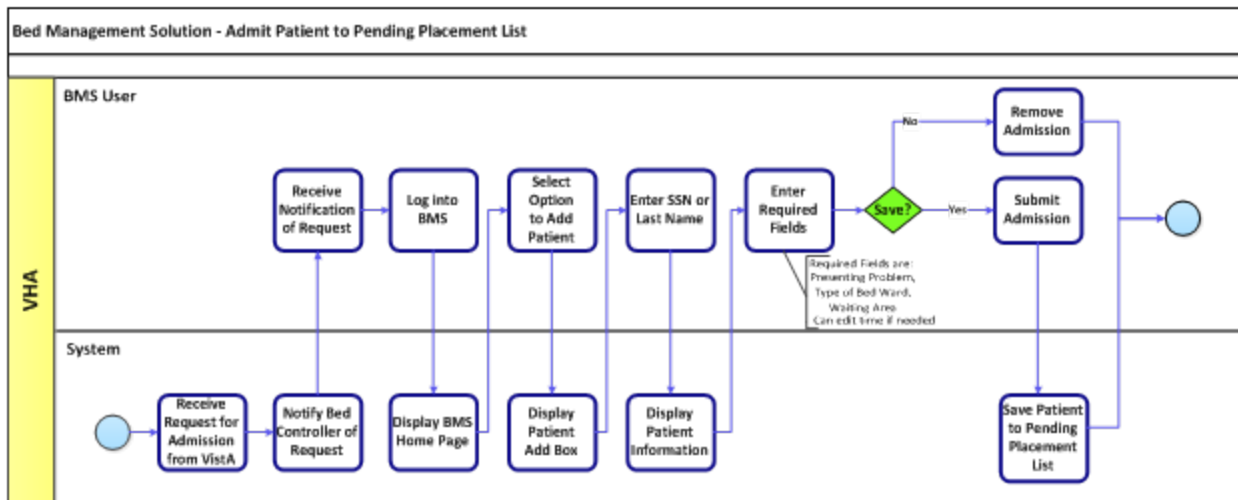 Bed Management Solution - Admit Patient to Pending Placement List
VHA
BMS User
Receive
Notification
of Request
Log into
BMS
Select
Option
to Add
Patient
Enter SSN or
Last Name
Enter
Required
Fields
Required Fields are:
Presenting Problem,
Type of Bed Ward,
Waiting Area
Can edit time if needed
Save?
No
Yes
Remove
Admission
Submit
Admission
System
Receive
Request for
Admission
from VistA
Notify Bed
Controller of
Request
Display BMS
Home Page
Display
Patient
Add Box
Display
Patient
Information
Save Patient
to Pending
Placement
List